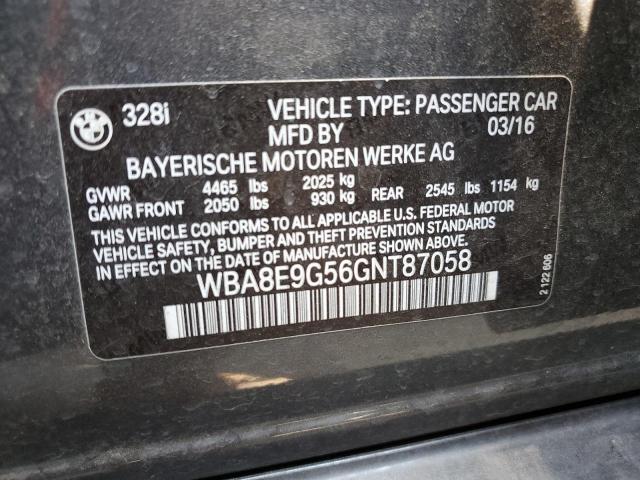 BMW 328i VEHICLE TYPE: PASSENGER CAR
MFD BY 03/16
BAYERISCHE MOTOREN WERKE AG
GVWR 4465 lbs 2025 kg
GAWR FRONT 2050 lbs 930 kg REAR 2545 lbs 1154 kg
THIS VEHICLE CONFORMS TO ALL APPLICABLE U.S. FEDERAL MOTOR
VEHICLE SAFETY, BUMPER AND THEFT PREVENTION STANDARDS
IN EFFECT ON THE DATE OF MANUFACTURE SHOWN ABOVE.
WBA8E9G56GNT87058
2 122 606